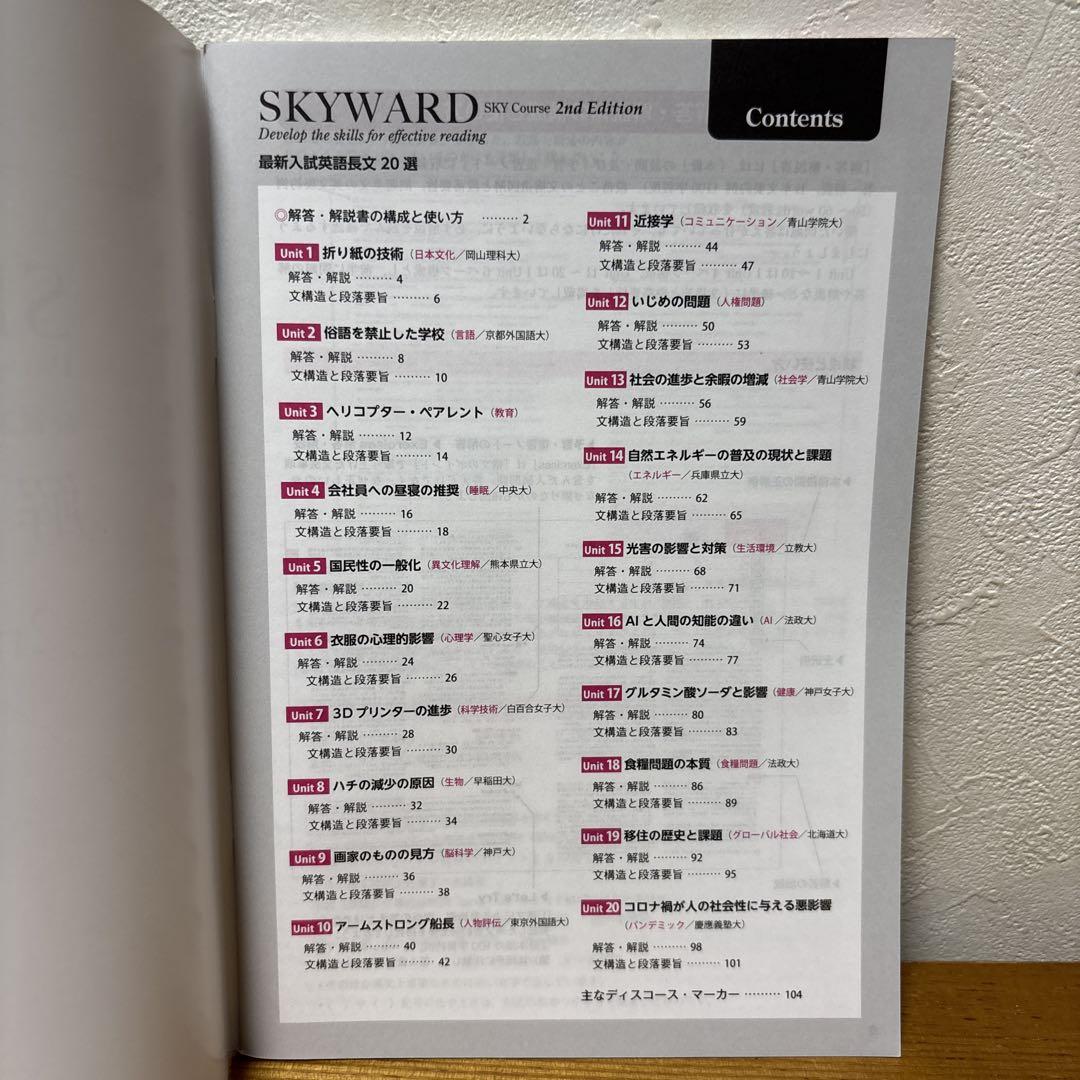 SKYWARD SKY Course 2nd Edition
Develop the skills for effective reading
最新入試英語長文 20 選
Contents
◎解答・解説書の構成と使い方 ……… 2
Unit 1 折り紙の技術（日本文化／岡山理科大）
解答・解説 ……… 4
文構造と段落要旨 ……… 6
Unit 2 俗語を禁止した学校（言語／京都外国語大）
解答・解説 ……… 8
文構造と段落要旨 ……… 10
Unit 3 ヘリコプター・ペアレント（教育）
解答・解説 ……… 12
文構造と段落要旨 ……… 14
Unit 4 会社員への昼寝の推奨（睡眠／中央大）
解答・解説 ……… 16
文構造と段落要旨 ……… 18
Unit 5 国民性の一般化（異文化理解／熊本県立大）
解答・解説 ……… 20
文構造と段落要旨 ……… 22
Unit 6 衣服の心理的影響（心理学／聖心女子大）
解答・解説 ……… 24
文構造と段落要旨 ……… 26
Unit 7 3D プリンターの進歩（科学技術／白百合女子大）
解答・解説 ……… 28
文構造と段落要旨 ……… 30
Unit 8 ハチの減少の原因（生物／早稲田大）
解答・解説 ……… 32
文構造と段落要旨 ……… 34
Unit 9 画家のものの見方（脳科学／神戸大）
解答・解説 ……… 36
文構造と段落要旨 ……… 38
Unit 10 アームストロング船長（人物評伝／東京外国語大）
解答・解説 ……… 40
文構造と段落要旨 ……… 42
Unit 11 近接学（コミュニケーション／青山学院大）
解答・解説 ……… 44
文構造と段落要旨 ……… 47
Unit 12 いじめの問題（人権問題）
解答・解説 ……… 50
文構造と段落要旨 ……… 53
Unit 13 社会の進歩と余暇の増減（社会学／青山学院大）
解答・解説 ……… 56
文構造と段落要旨 ……… 59
Unit 14 自然エネルギーの普及の現状と課題
（エネルギー／兵庫県立大）
解答・解説 ……… 62
文構造と段落要旨 ……… 65
Unit 15 光害の影響と対策（生活環境／立教大）
解答・解説 ……… 68
文構造と段落要旨 ……… 71
Unit 16 AI と人間の知能の違い（AI ／法政大）
解答・解説 ……… 74
文構造と段落要旨 ……… 77
Unit 17 グルタミン酸ソーダと影響（健康／神戸女子大）
解答・解説 ……… 80
文構造と段落要旨 ……… 83
Unit 18 食糧問題の本質（食糧問題／法政大）
解答・解説 ……… 86
文構造と段落要旨 ……… 89
Unit 19 移住の歴史と課題（グローバル社会／北海道大）
解答・解説 ……… 92
文構造と段落要旨 ……… 95
Unit 20 コロナ禍が人の社会性に与える悪影響
（パンデミック／慶應義塾大）
解答・解説 ……… 98
文構造と段落要旨 ……… 101
主なディスコース・マーカー ……… 104